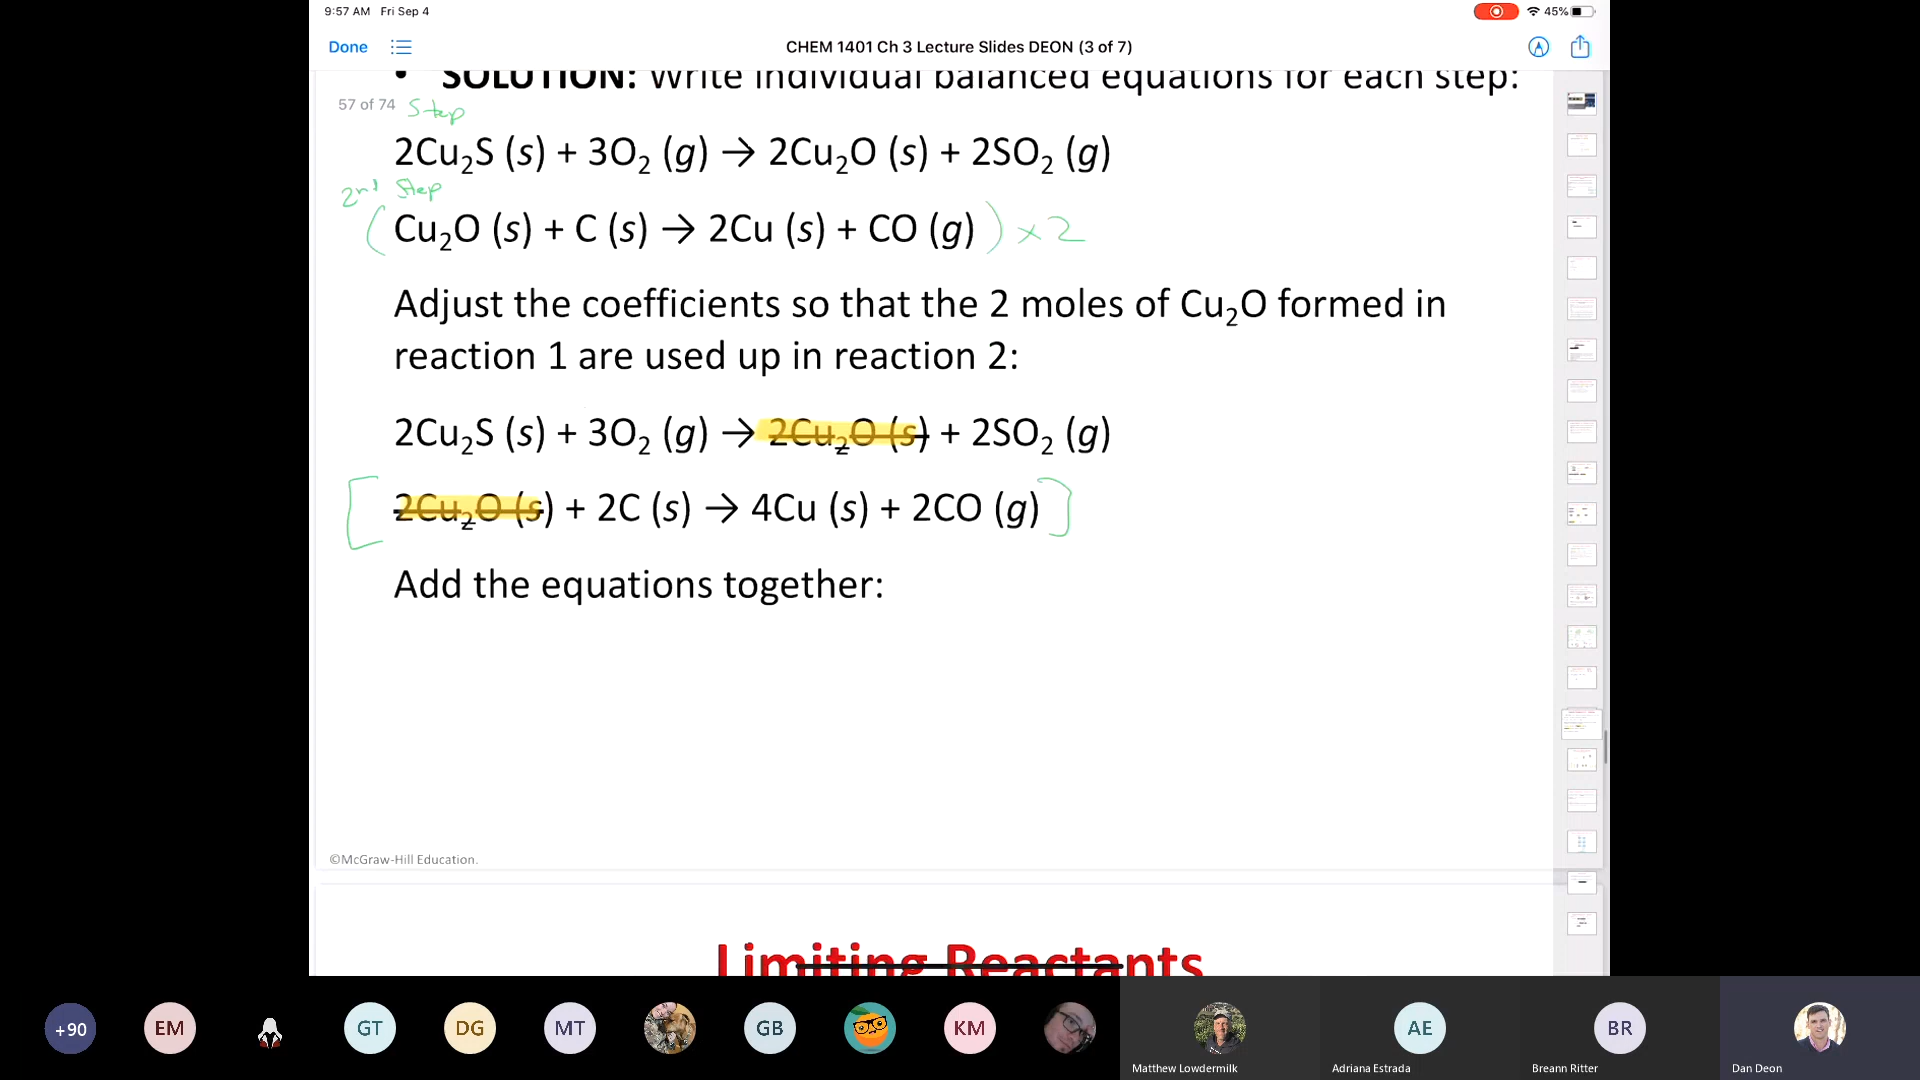 9:57 AM Fri Sep 4
45%
Done
CHEM 1401 Ch 3 Lecture Slides DEON (3 of 7)
• SOLUTION: Write individual balanced equations for each step:
57 of 74
Step
2Cu₂S (s) + 3O₂ (g) → 2Cu₂O (s) + 2SO₂ (g)
2nd Step
(Cu₂O (s) + C (s) → 2Cu (s) + CO (g)) × 2
Adjust the coefficients so that the 2 moles of Cu₂O formed in
reaction 1 are used up in reaction 2:
2Cu₂S (s) + 3O₂ (g) → 2Cu₂O (s) + 2SO₂ (g)
[2Cu₂O (s) + 2C (s) → 4Cu (s) + 2CO (g)]
Add the equations together:
©McGraw-Hill Education.
Limiting Reactants
+90
EM
GT
DG
MT
GB
KM
AE
BR
Matthew Lowdermilk
Adriana Estrada
Breann Ritter
Dan Deon